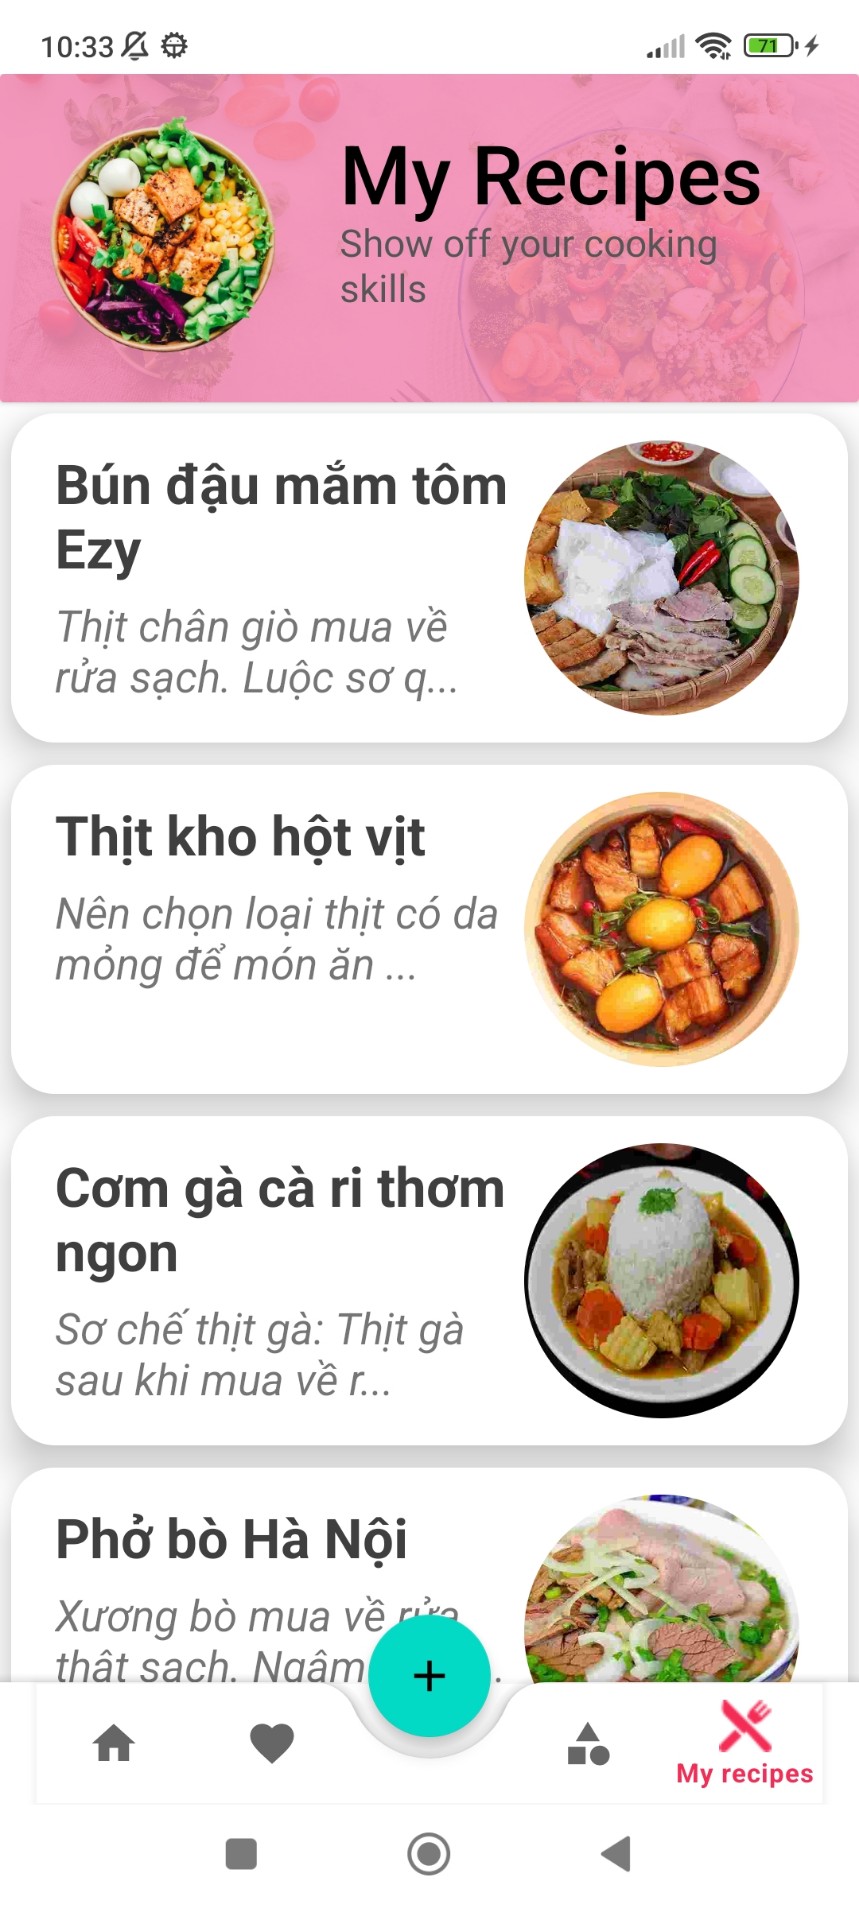 10:33
71
My Recipes
Show off your cooking
skills
Bún đậu mắm tôm
Ezy
Thịt chân giò mua về
rửa sạch. Luộc sơ q...
Thịt kho hột vịt
Nên chọn loại thịt có da
mỏng để món ăn ...
Cơm gà cà ri thơm
ngon
Sơ chế thịt gà: Thịt gà
sau khi mua về r...
Phở bò Hà Nội
Xương bò mua về rửa
thật sạch. Ngâm
My recipes